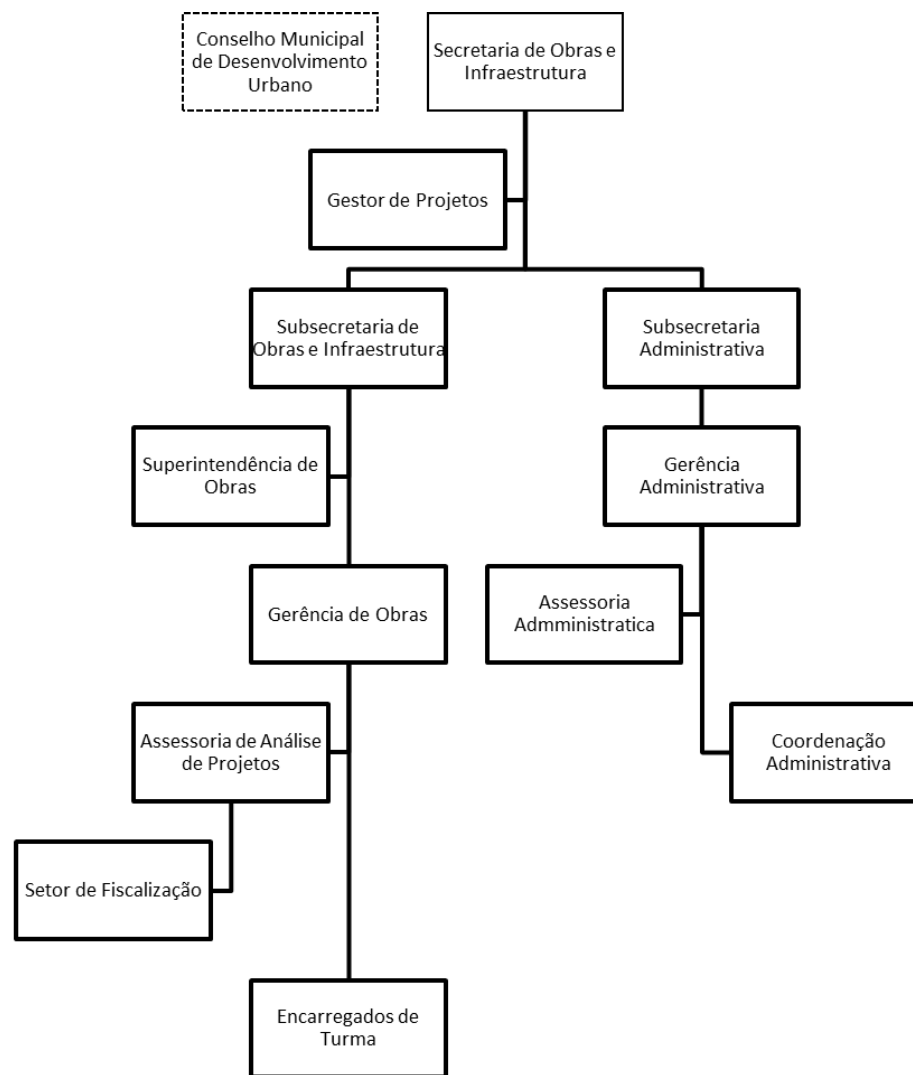 Conselho Municipal
de Desenvolvimento
Urbano
Secretaria de Obras e
Infraestrutura
Gestor de Projetos
Subsecretaria de
Obras e Infraestrutura
Subsecretaria
Administrativa
Superintendência de
Obras
Gerência
Administrativa
Gerência de Obras
Assessoria
Admministratica
Assessoria de Análise
de Projetos
Coordenação
Administrativa
Setor de Fiscalização
Encarregados de
Turma